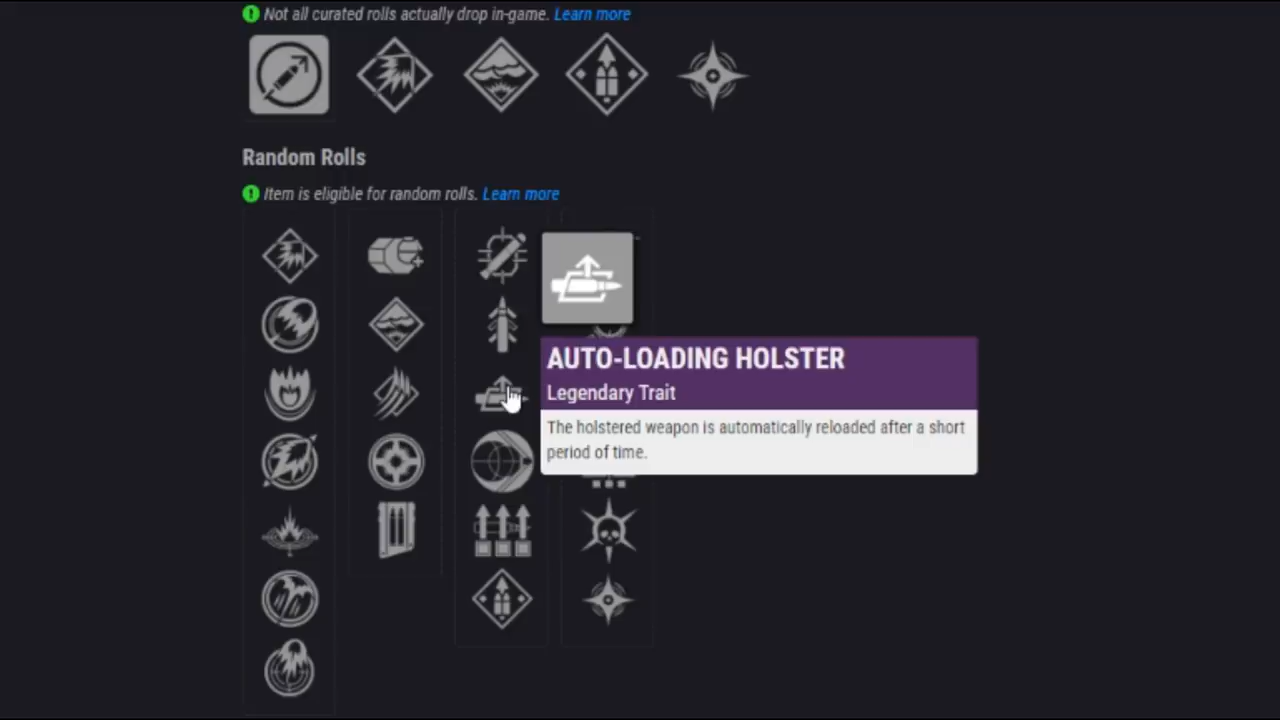 Not all curated rolls actually drop in-game. Learn more
Random Rolls
Item is eligible for random rolls. Learn more
AUTO-LOADING HOLSTER
Legendary Trait
The holstered weapon is automatically reloaded after a short
period of time.